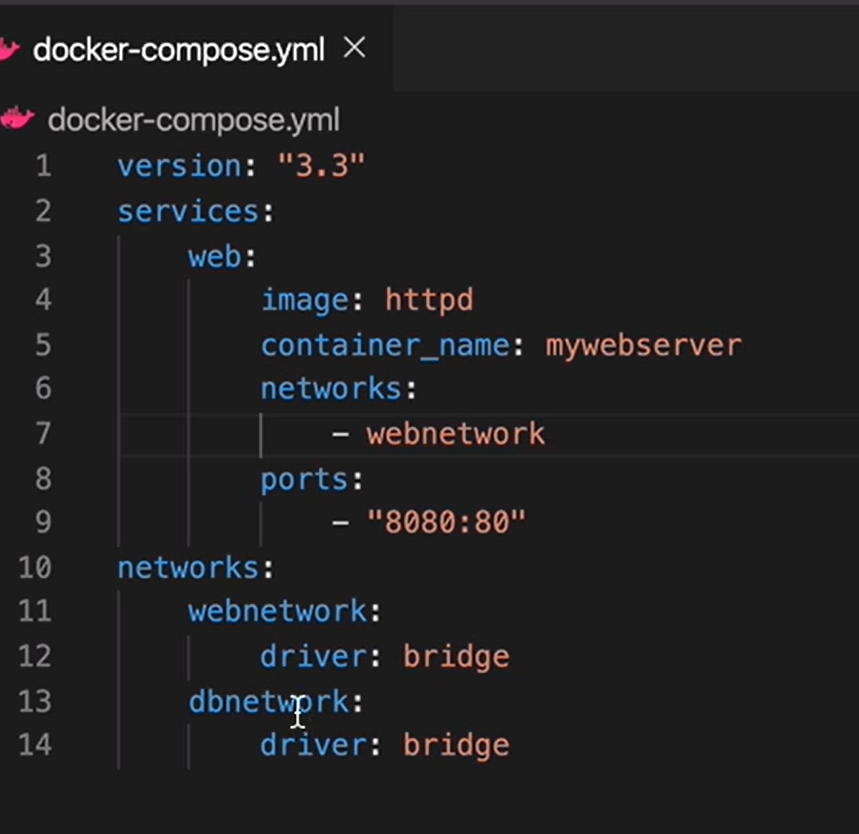 docker-compose.yml
docker-compose.yml
1 version: "3.3"
2 services:
3     web:
4         image: httpd
5         container_name: mywebserver
6         networks:
7             - webnetwork
8         ports:
9             - "8080:80"
10 networks:
11     webnetwork:
12         driver: bridge
13     dbnetwork:
14         driver: bridge